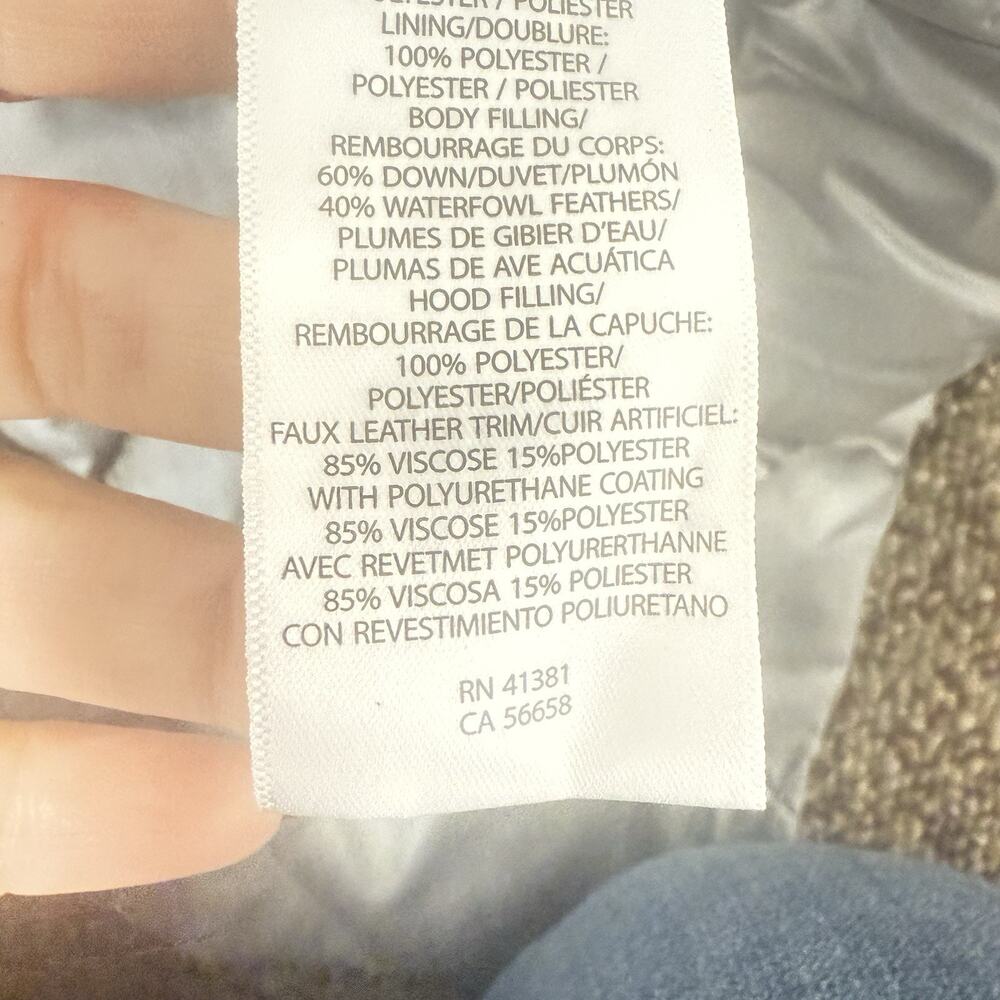 POLYESTER / POLIESTER
LINING/DOUBLURE:
100% POLYESTER /
POLYESTER / POLIESTER
BODY FILLING/
REMBOURRAGE DU CORPS:
60% DOWN/DUVET/PLUMÓN
40% WATERFOWL FEATHERS/
PLUMES DE GIBIER D'EAU/
PLUMAS DE AVE ACUÁTICA
HOOD FILLING/
REMBOURRAGE DE LA CAPUCHE:
100% POLYESTER/
POLYESTER/POLIÉSTER
FAUX LEATHER TRIM/CUIR ARTIFICIEL:
85% VISCOSE 15%POLYESTER
WITH POLYURETHANE COATING
85% VISCOSE 15%POLYESTER
AVEC REVETMET POLYURERTHANNE
85% VISCOSA 15% POLIESTER
CON REVESTIMIENTO POLIURETANO
RN 41381
CA 56658